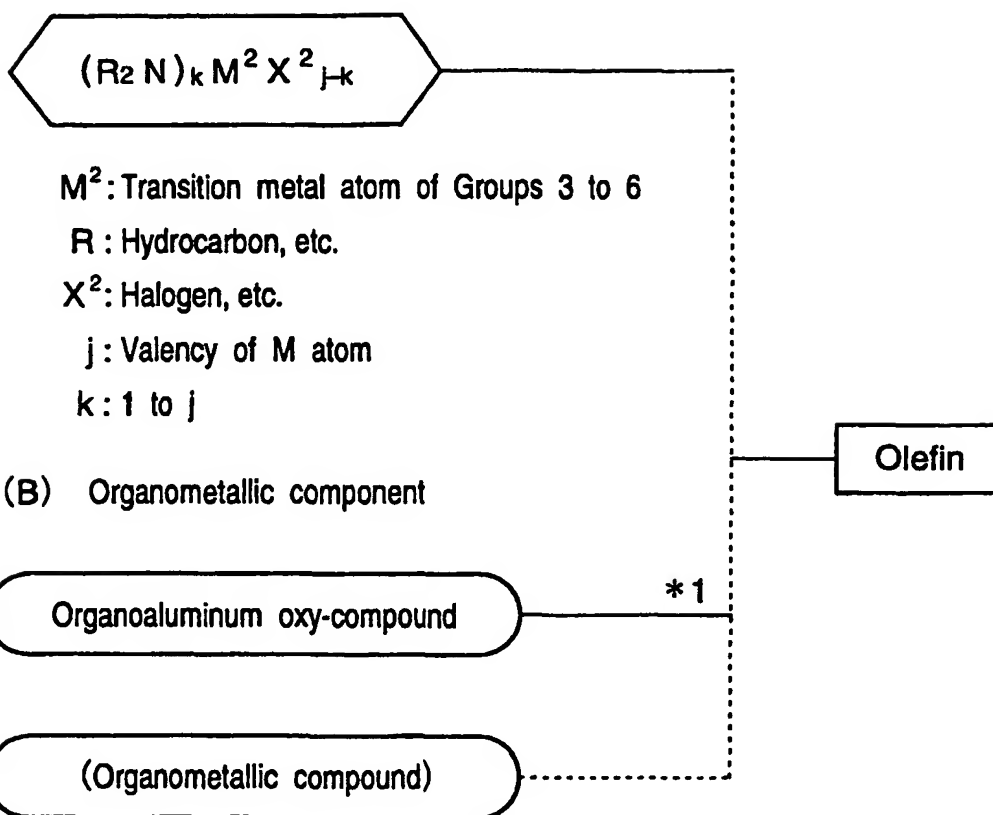 (R2 N)k M² X² j-k
M²: Transition metal atom of Groups 3 to 6
R : Hydrocarbon, etc.
X²: Halogen, etc.
j : Valency of M atom
k : 1 to j
Olefin
(B) Organometallic component
*1
Organoaluminum oxy-compound
(Organometallic compound)